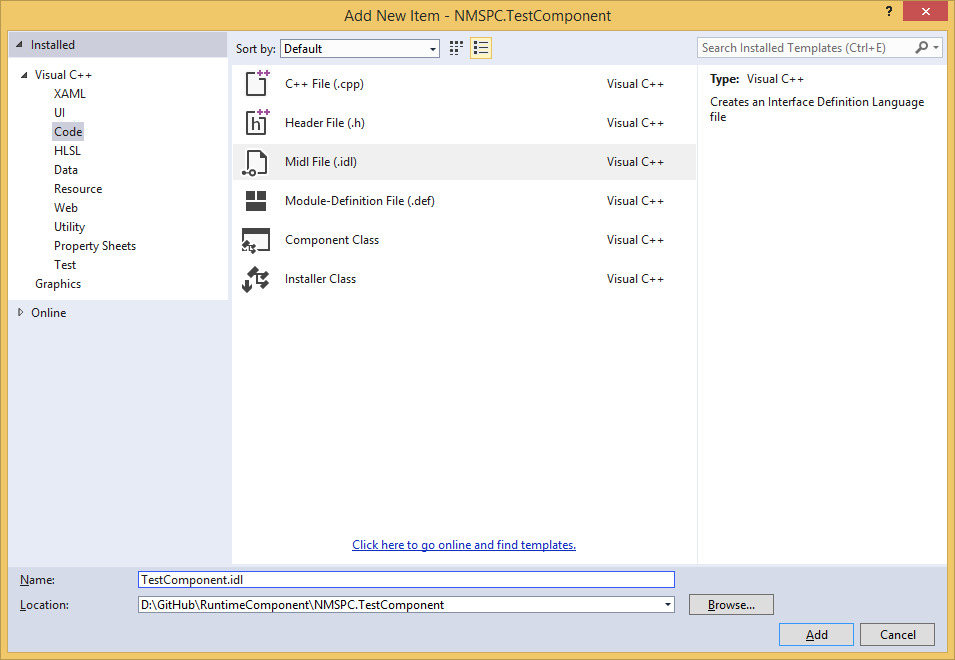 Add New Item - NMSPC.TestComponent
?
Installed
Sort by: Default
Search Installed Templates (Ctrl+E)
Visual C++
XAML
UI
Code
HLSL
Data
Resource
Web
Utility
Property Sheets
Test
Graphics
Online
C++ File (.cpp) Visual C++
Header File (.h) Visual C++
Midl File (.idl) Visual C++
Module-Definition File (.def) Visual C++
Component Class Visual C++
Installer Class Visual C++
Click here to go online and find templates.
Type: Visual C++
Creates an Interface Definition Language
file
Name: TestComponent.idl
Location: D:\GitHub\RuntimeComponent\NMSPC.TestComponent
Browse...
Add Cancel